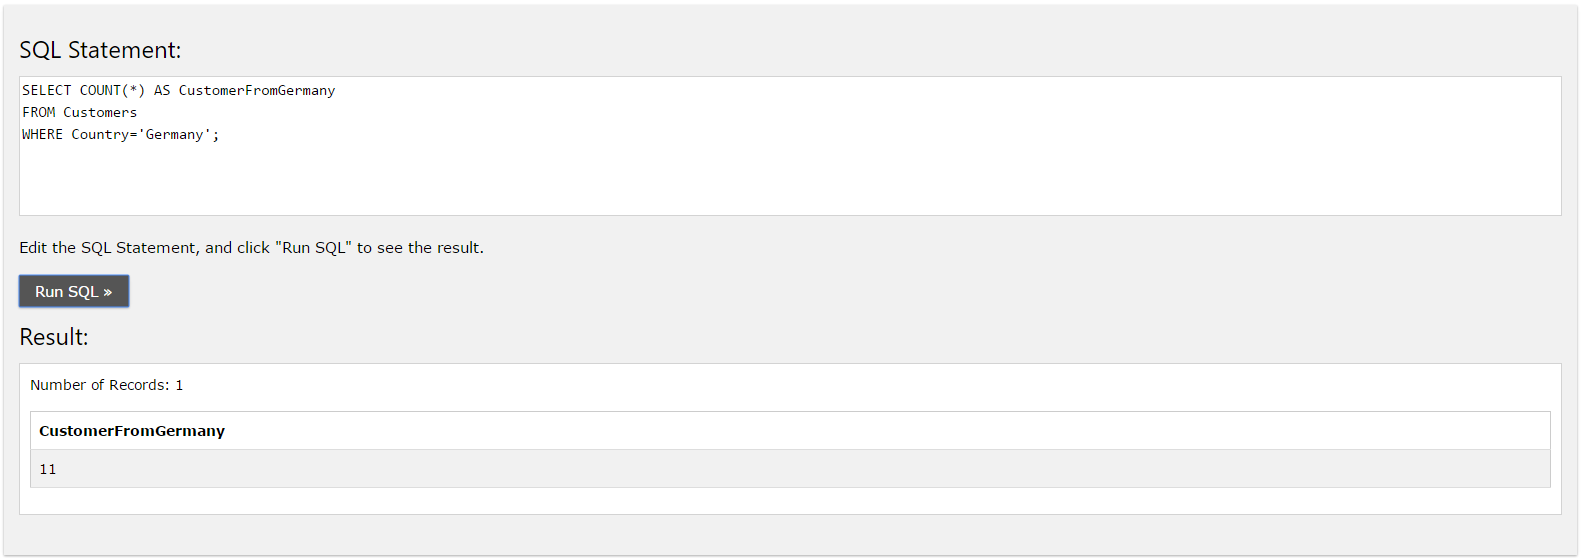 SQL Statement:
SELECT COUNT(*) AS CustomerFromGermany
FROM Customers
WHERE Country='Germany';
Edit the SQL Statement, and click "Run SQL" to see the result.
Run SQL »
Result:
Number of Records: 1
CustomerFromGermany
11